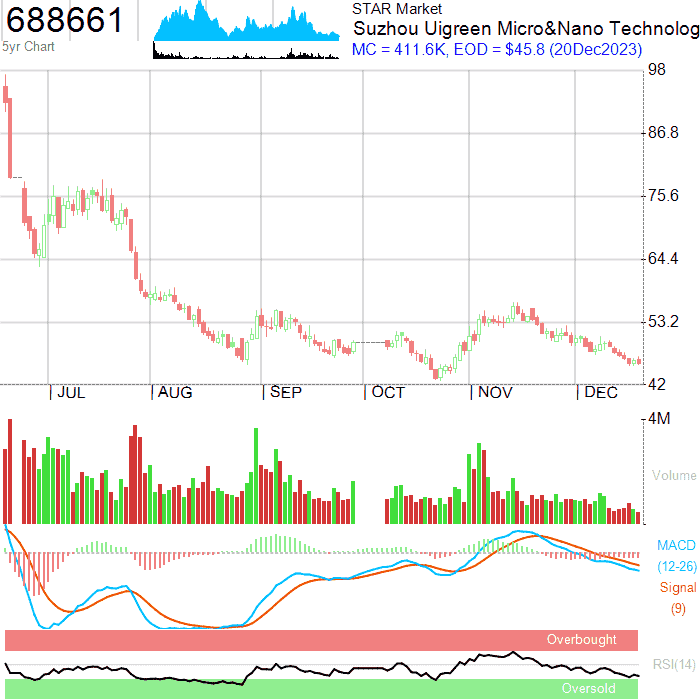 688661
5yr Chart
STAR Market
Suzhou Uigreen Micro&Nano Technolog
MC = 411.6K, EOD = $45.8 (20Dec2023)
98
86.8
75.6
64.4
53.2
42
JUL
AUG
SEP
OCT
NOV
DEC
4M
Volume
MACD
(12-26)
Signal
(9)
Overbought
RSI(14)
Oversold